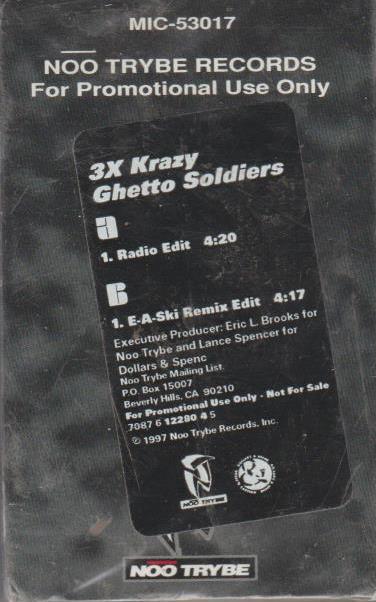 MIC-53017
NOO TRYBE RECORDS
For Promotional Use Only
3X Krazy
Ghetto Soldiers
a
1. Radio Edit 4:20
B
1. E-A-Ski Remix Edit 4:17
Executive Producer: Eric L. Brooks for
Noo Trybe and Lance Spencer for
Dollars & Spenc
Noo Trybe Mailing List.
P.O. Box 15007
Beverly Hills, CA 90210
For Promotional Use Only - Not For Sale
7087 6 12280 4 5
℗ 1997 Noo Trybe Records, Inc.
NOO TRYBE
NOO TRYBE